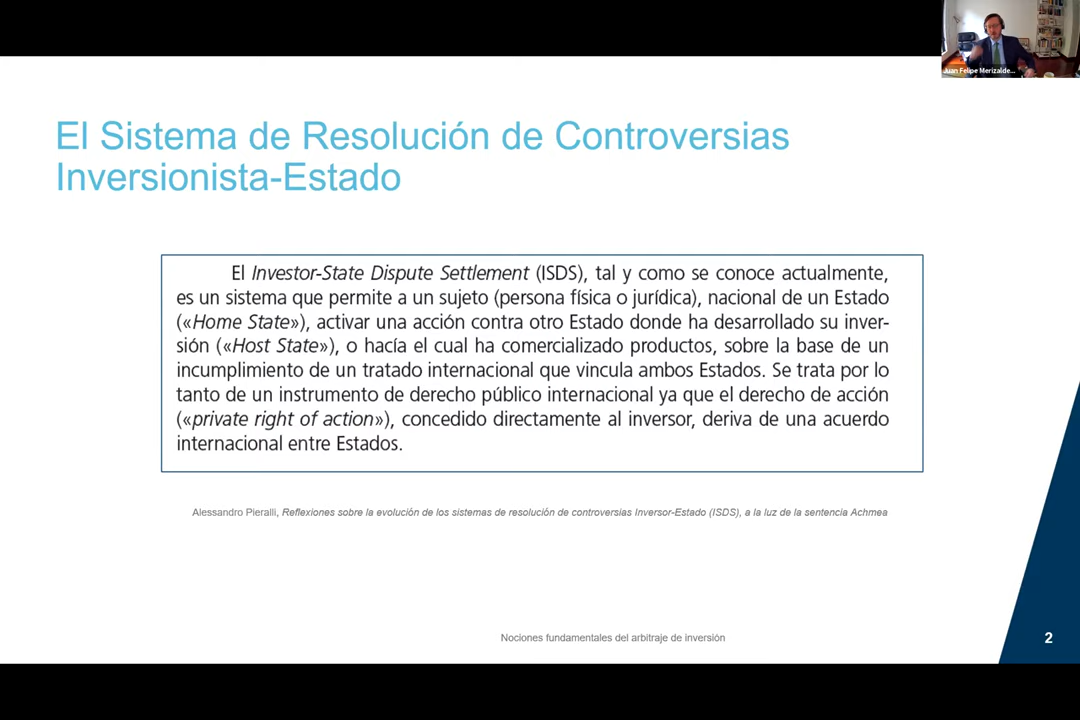 Juan Felipe Merizalde...
El Sistema de Resolución de Controversias
Inversionista-Estado
El Investor-State Dispute Settlement (ISDS), tal y como se conoce actualmente,
es un sistema que permite a un sujeto (persona física o jurídica), nacional de un Estado
(«Home State»), activar una acción contra otro Estado donde ha desarrollado su inver-
sión («Host State»), o hacía el cual ha comercializado productos, sobre la base de un
incumplimiento de un tratado internacional que vincula ambos Estados. Se trata por lo
tanto de un instrumento de derecho público internacional ya que el derecho de acción
(«private right of action»), concedido directamente al inversor, deriva de una acuerdo
internacional entre Estados.
Alessandro Pieralli, Reflexiones sobre la evolución de los sistemas de resolución de controversias Inversor-Estado (ISDS), a la luz de la sentencia Achmea
Nociones fundamentales del arbitraje de inversión
2